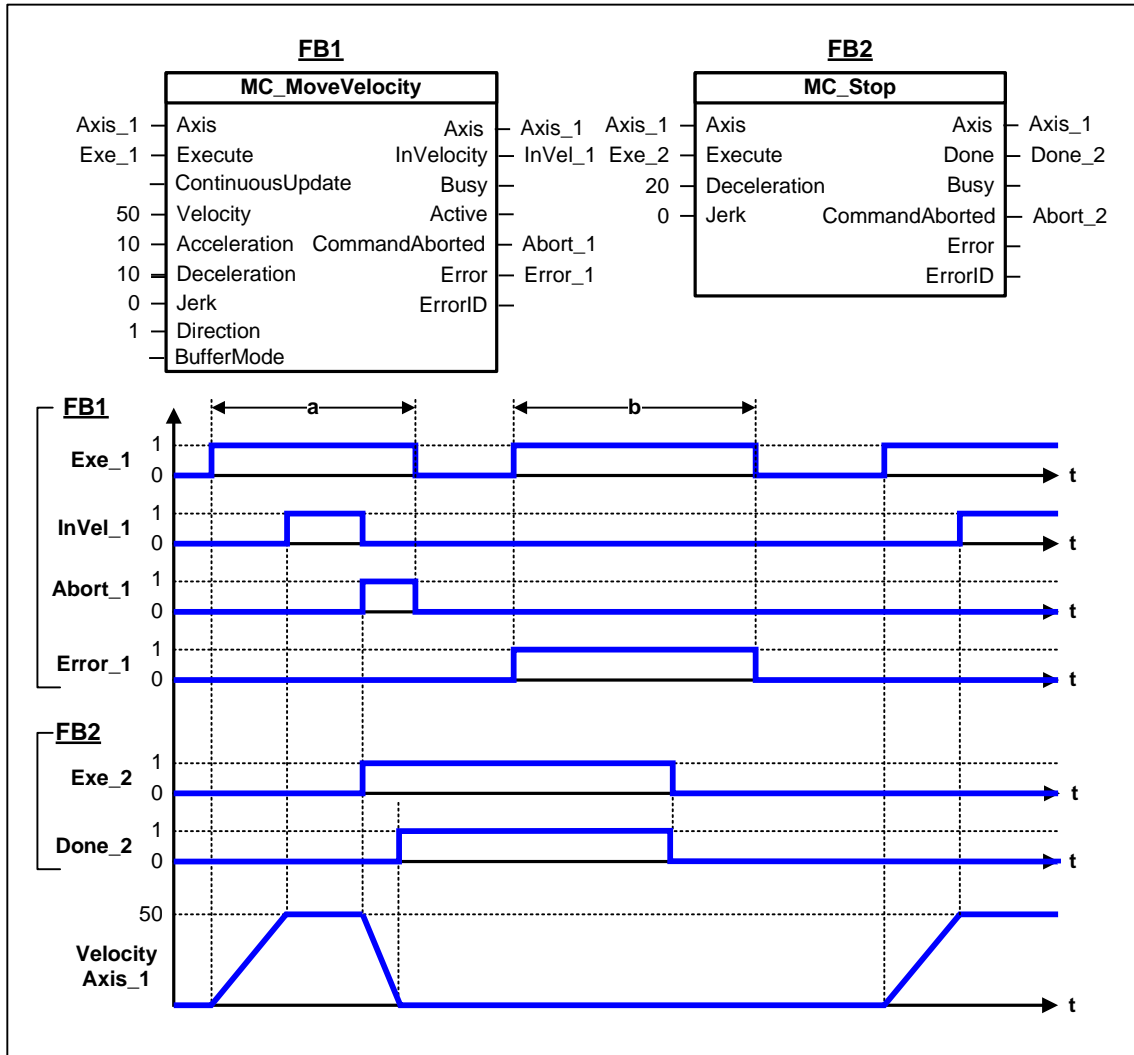 FB1
FB2
MC_MoveVelocity
MC_Stop
Axis_1 Axis Axis Axis_1
Exe_1 Execute InVelocity InVel_1
ContinuousUpdate Busy
50 Velocity Active
10 Acceleration CommandAborted Abort_1
10 Deceleration Error Error_1
0 Jerk ErrorID
1 Direction
BufferMode
Axis_1 Axis Axis Axis_1
Exe_2 Execute Done Done_2
20 Deceleration Busy
0 Jerk CommandAborted Abort_2
Error
ErrorID
FB1
a
b
1
Exe_1
0
t
1
InVel_1
0
t
1
Abort_1
0
t
1
Error_1
0
t
FB2
1
Exe_2
0
t
1
Done_2
0
t
50
Velocity
Axis_1
t